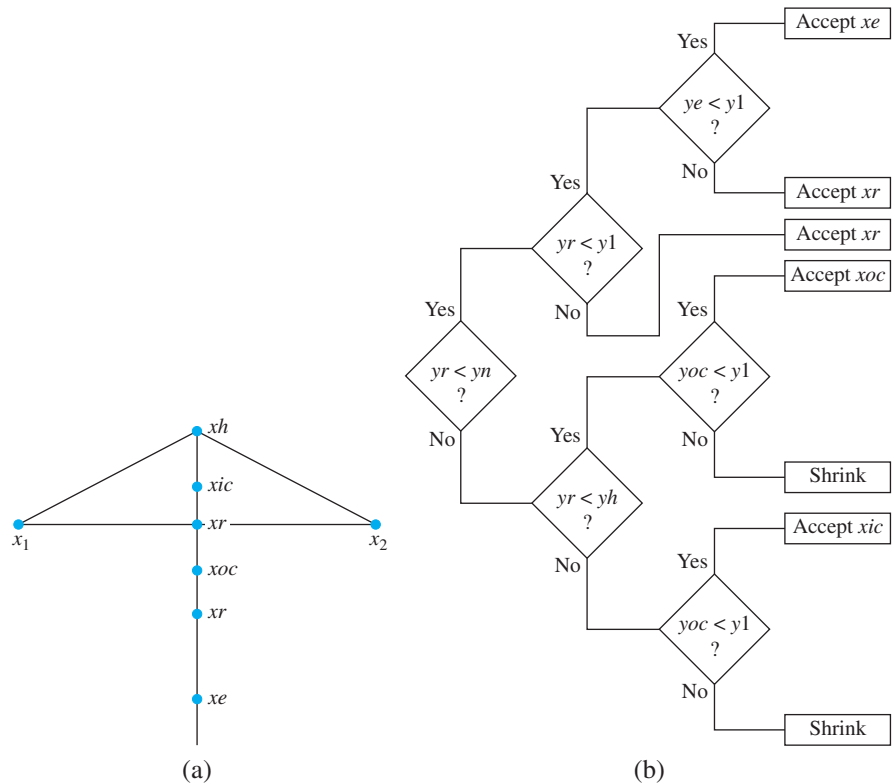 xh
xic
xr
x1
x2
xoc
xr
xe
(a)
Accept xe
Yes
ye < y1
?
No
Accept xr
Yes
yr < y1
?
No
Accept xr
Accept xoc
Yes
yoc < y1
?
No
Shrink
Yes
yr < yn
?
No
Yes
yr < yh
?
No
Accept xic
Yes
yoc < y1
?
No
Shrink
(b)